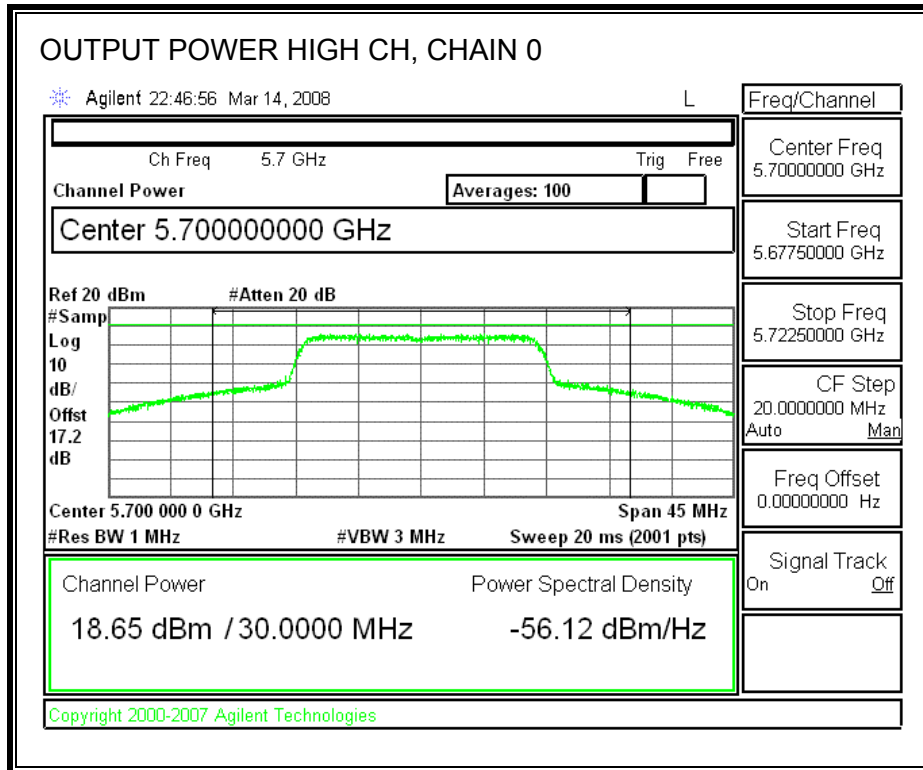 OUTPUT POWER HIGH CH, CHAIN 0
Agilent 22:46:56 Mar 14, 2008 L
Freq/Channel
Ch Freq 5.7 GHz Trig Free
Channel Power Averages: 100
Center 5.700000000 GHz
Ref 20 dBm #Atten 20 dB
#Samp
Log
10
dB/
Offst
17.2
dB
Center 5.700 000 0 GHz Span 45 MHz
#Res BW 1 MHz #VBW 3 MHz Sweep 20 ms (2001 pts)
Channel Power Power Spectral Density
18.65 dBm / 30.0000 MHz -56.12 dBm/Hz
Center Freq
5.70000000 GHz
Start Freq
5.67750000 GHz
Stop Freq
5.72250000 GHz
CF Step
20.0000000 MHz
Auto Man
Freq Offset
0.00000000 Hz
Signal Track
On Off
Copyright 2000-2007 Agilent Technologies